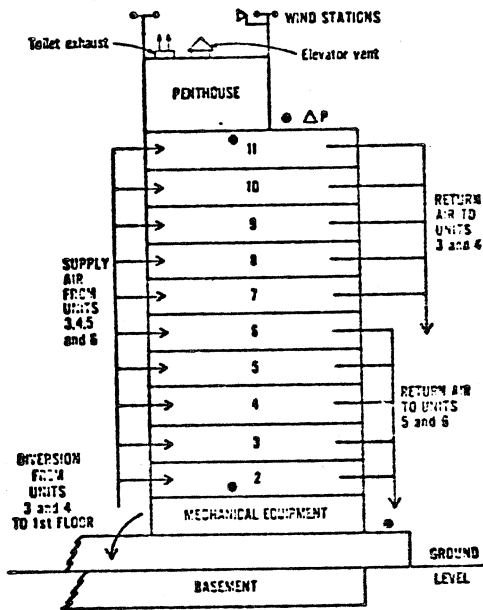 WIND STATIONS
Toilet exhaust
Elevator vent
PENTHOUSE
ΔP
11
10
9
8
7
6
5
4
3
2
RETURN
AIR TO
UNITS
3 and 4
SUPPLY
AIR
FROM
UNITS
3,4,5
and 6
RETURN AIR
TO UNITS
5 and 6
DIVERSION
FROM
UNITS
3 and 4
TO 1st FLOOR
MECHANICAL EQUIPMENT
GROUND
LEVEL
BASEMENT